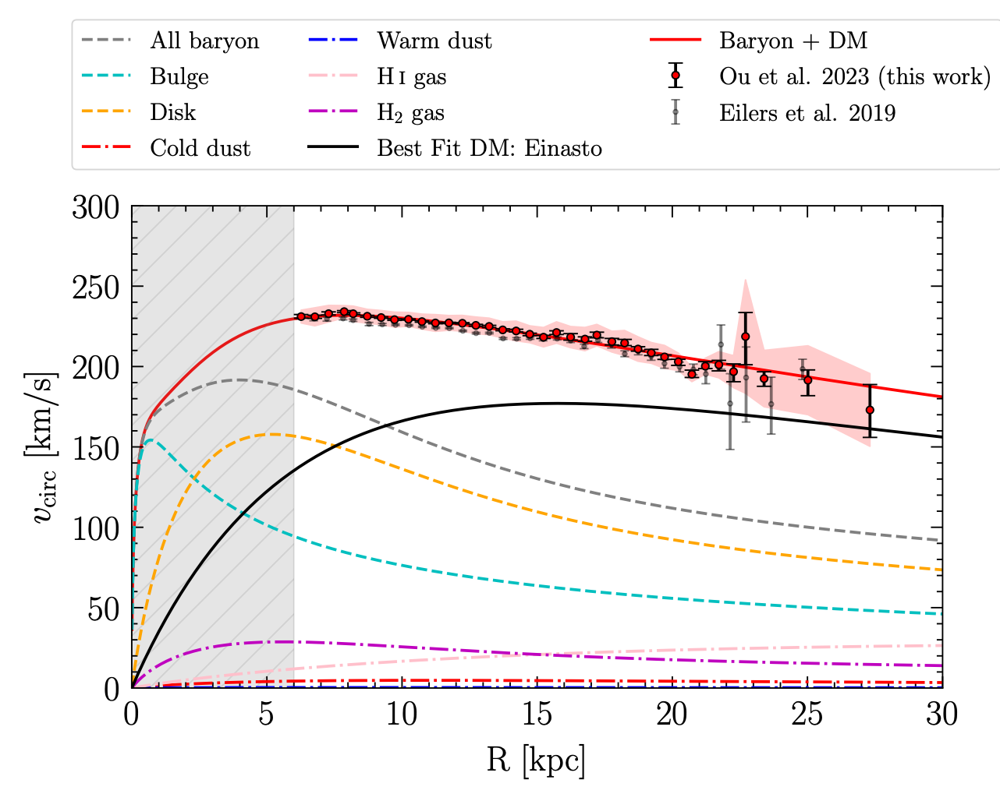 All baryon
Bulge
Disk
Cold dust
Warm dust
H I gas
H₂ gas
Best Fit DM: Einasto
Baryon + DM
Ou et al. 2023 (this work)
Eilers et al. 2019
300
250
200
150
100
50
0
v_circ [km/s]
0 5 10 15 20 25 30
R [kpc]